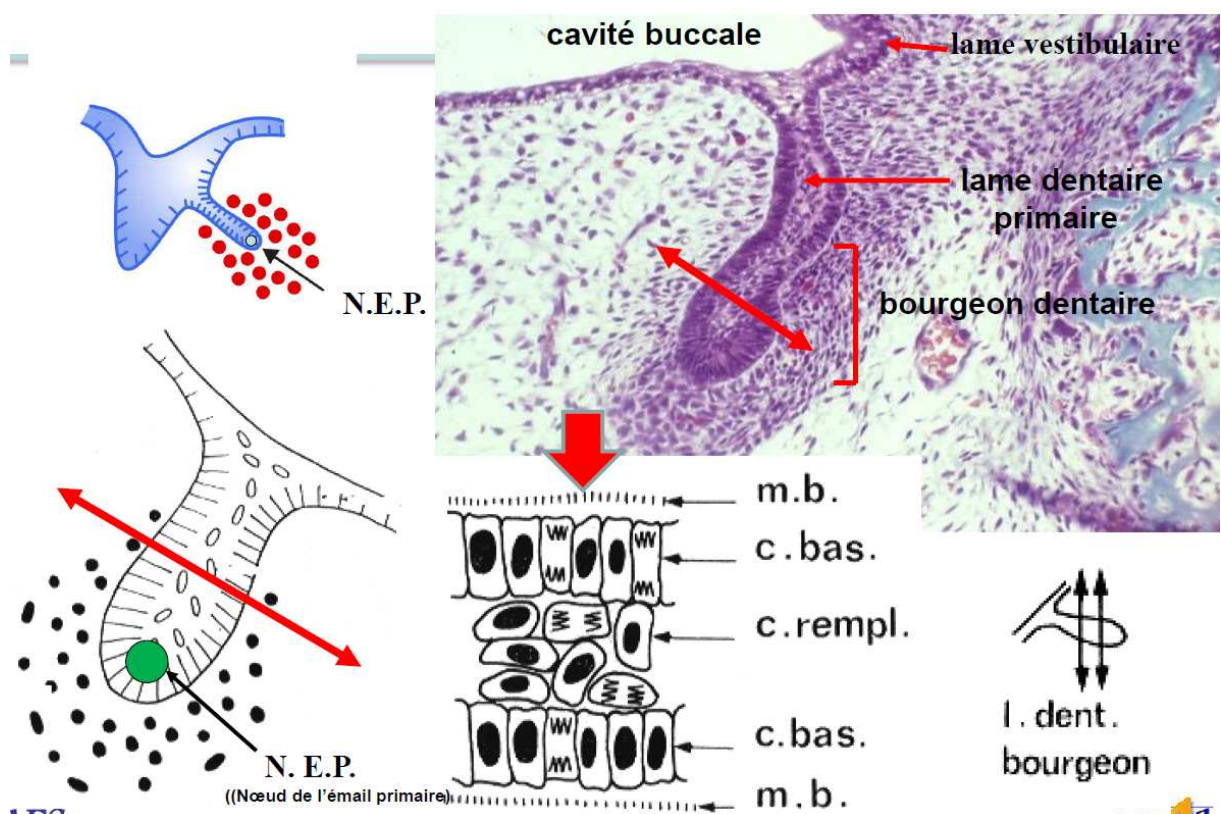 cavité buccale
lame vestibulaire
lame dentaire
primaire
bourgeon dentaire
N.E.P.
m.b.
c.bas.
c.rempl.
c.bas.
m.b.
l. dent.
bourgeon
N. E.P.
((Nœud de l'émail primaire)